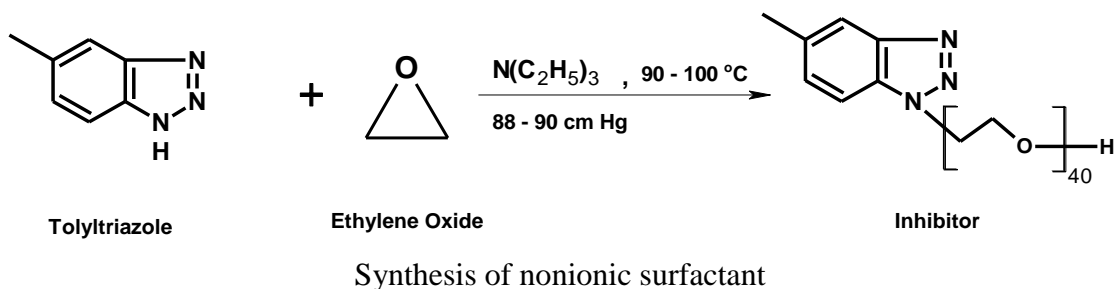 N
N
N
H
+
O
N(C₂H₅)₃ , 90 - 100 °C
88 - 90 cm Hg
N
N
N
O
H
40
Tolyltriazole
Ethylene Oxide
Inhibitor
Synthesis of nonionic surfactant